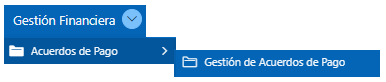 Gestión Financiera
Acuerdos de Pago
Gestión de Acuerdos de Pago